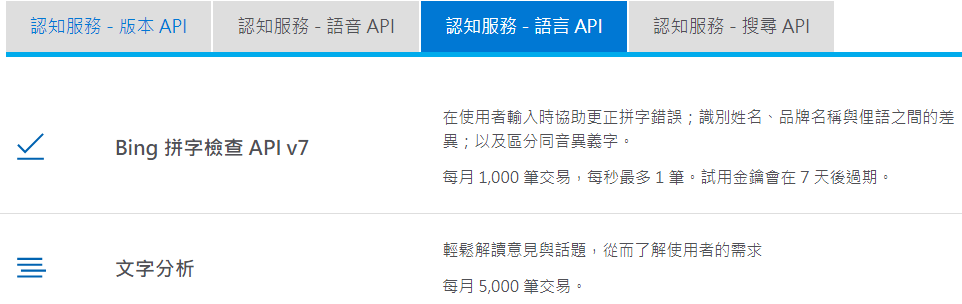 認知服務 - 版本 API
認知服務 - 語音 API
認知服務 - 語言 API
認知服務 - 搜尋 API
Bing 拼字檢查 API v7
在使用者輸入時協助更正拼字錯誤；識別姓名、品牌名稱與俚語之間的差
異；以及區分同音異義字。
每月 1,000 筆交易，每秒最多 1 筆。試用金鑰會在 7 天後過期。
文字分析
輕鬆解讀意見與話題，從而了解使用者的需求
每月 5,000 筆交易。